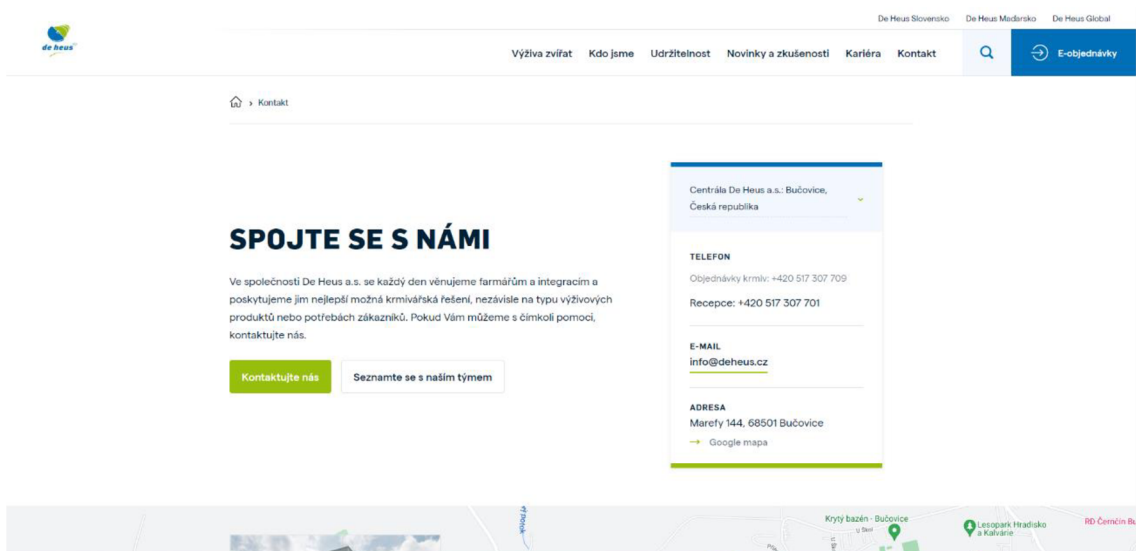 De Heus Slovensko De Heus Maďarsko De Heus Global
de heus
Výživa zvířat Kdo jsme Udržitelnost Novinky a zkušenosti Kariéra Kontakt E-objednávky
Kontakt
Centrála De Heus a.s.: Bučovice,
Česká republika
SPOJTE SE S NÁMI
Ve společnosti De Heus a.s. se každý den věnujeme farmářům a integracím a
poskytujeme jim nejlepší možná krmivářská řešení, nezávisle na typu výživových
produktů nebo potřebách zákazníků. Pokud Vám můžeme s čímkoli pomoci,
kontaktujte nás.
Kontaktujte nás Seznamte se s naším týmem
TELEFON
Objednávky krmiv: +420 517 307 709
Recepce: +420 517 307 701
E-MAIL
info@deheus.cz
ADRESA
Marefy 144, 68501 Bučovice
Google mapa
Krytý bazén - Bučovice
Lesopark Hradisko
a Kalvárie
RD Černčín